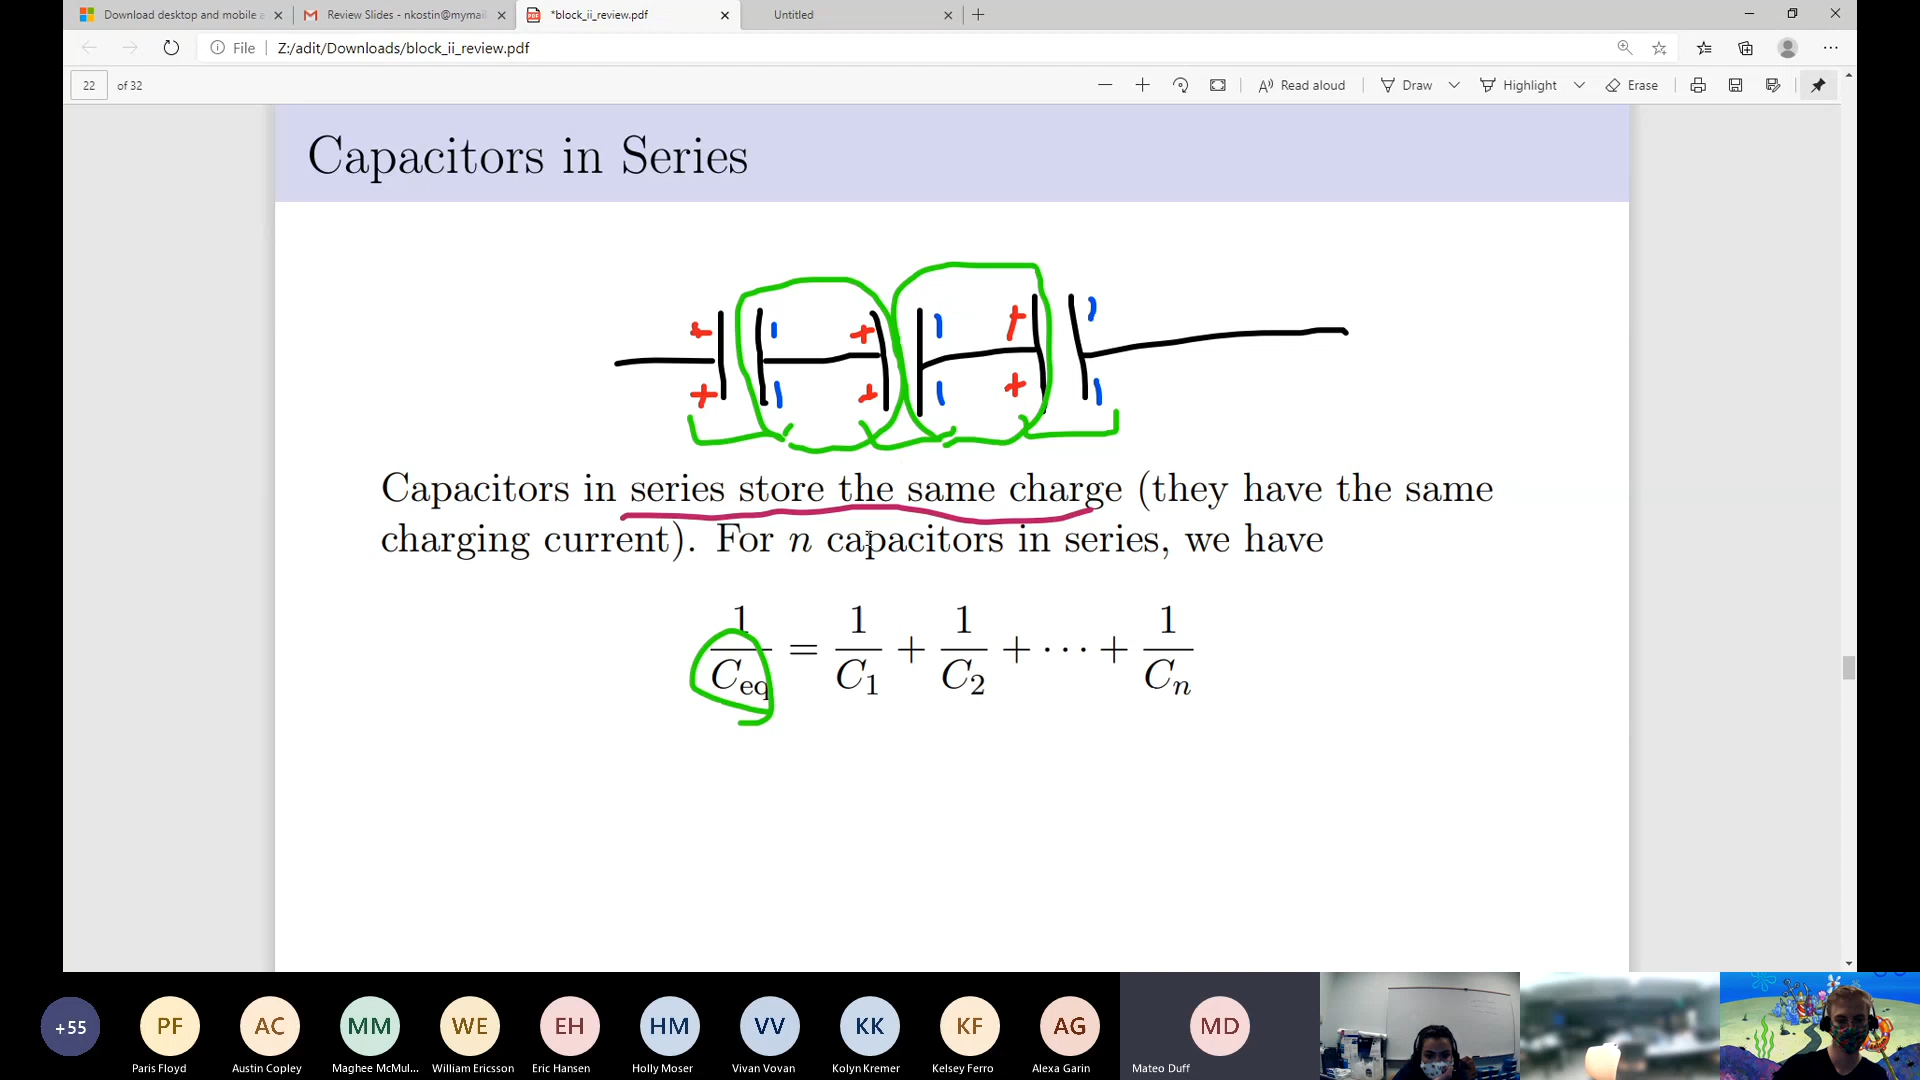 Download desktop and mobile a
Review Slides - nkostin@mymail
*block_ii_review.pdf
Untitled
File
Z:/adit/Downloads/block_ii_review.pdf
22 of 32
Read aloud
Draw
Highlight
Erase
Capacitors in Series
+ +
+ +
+ +
Capacitors in series store the same charge (they have the same
charging current). For n capacitors in series, we have
1/C_eq = 1/C_1 + 1/C_2 + ··· + 1/C_n
+55
PF
AC
MM
WE
EH
HM
VV
KK
KF
AG
MD
Paris Floyd
Austin Copley
Maghee McMul...
William Ericsson
Eric Hansen
Holly Moser
Vivan Vovan
Kolyn Kremer
Kelsey Ferro
Alexa Garin
Mateo Duff